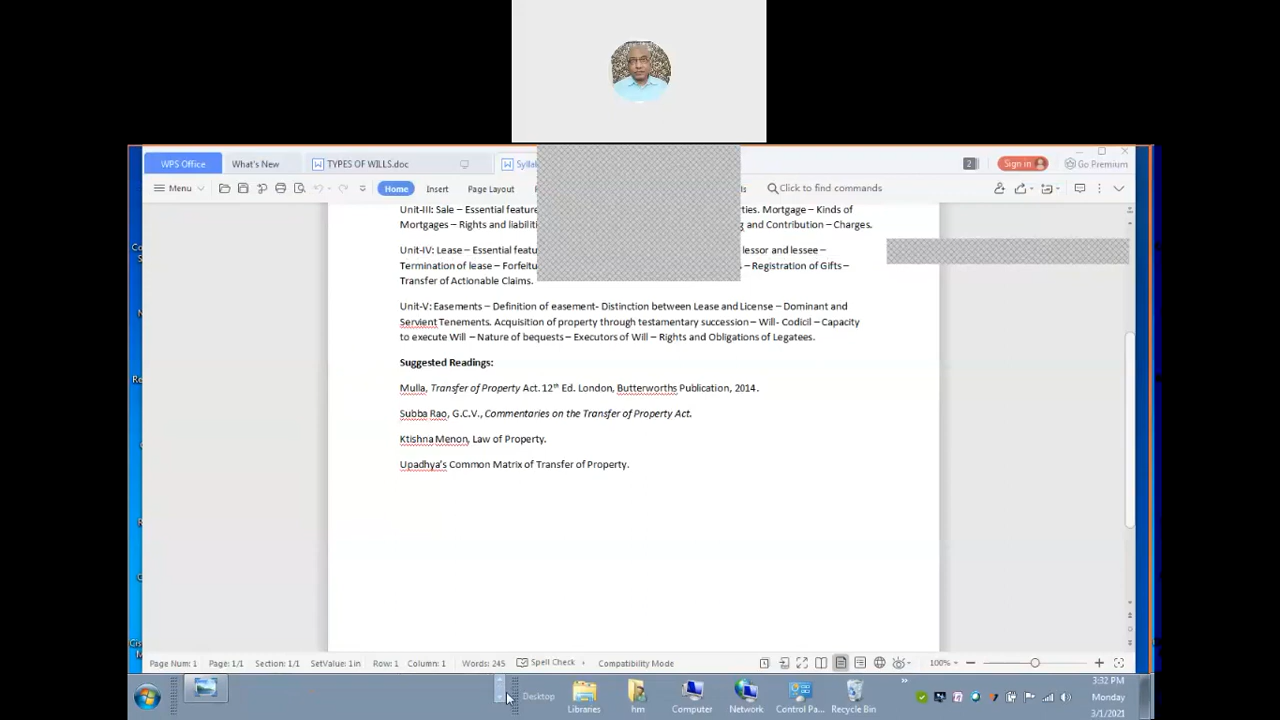 WPS Office What's New TYPES OF WILLS.doc 2 Sign in Go Premium
Menu Home Insert Page Layout Click to find commands
Unit-III: Sale – Essential ties. Mortgage – Kinds of
Mortgages – Rights and and Contribution – Charges.
Unit-IV: Lease – Essential lessor and lessee –
Termination of lease – – Registration of Gifts –
Transfer of Actionable Claims.
Unit-V: Easements – Definition of easement- Distinction between Lease and License – Dominant and
Servient Tenements. Acquisition of property through testamentary succession – Will- Codicil – Capacity
to execute Will – Nature of bequests – Executors of Will – Rights and Obligations of Legatees.
Suggested Readings:
Mulla, Transfer of Property Act. 12th Ed. London, Butterworths Publication, 2014.
Subba Rao, G.C.V., Commentaries on the Transfer of Property Act.
Ktishna Menon, Law of Property.
Upadhya's Common Matrix of Transfer of Property.
Page Num: 1 Page: 1/1 Section: 1/1 SetValue: 1in Row: 1 Column: 1 Words: 245 Spell Check Compatibility Mode 100%
Desktop Libraries hm Computer Network Control Pa... Recycle Bin
3:32 PM
Monday
3/1/2021